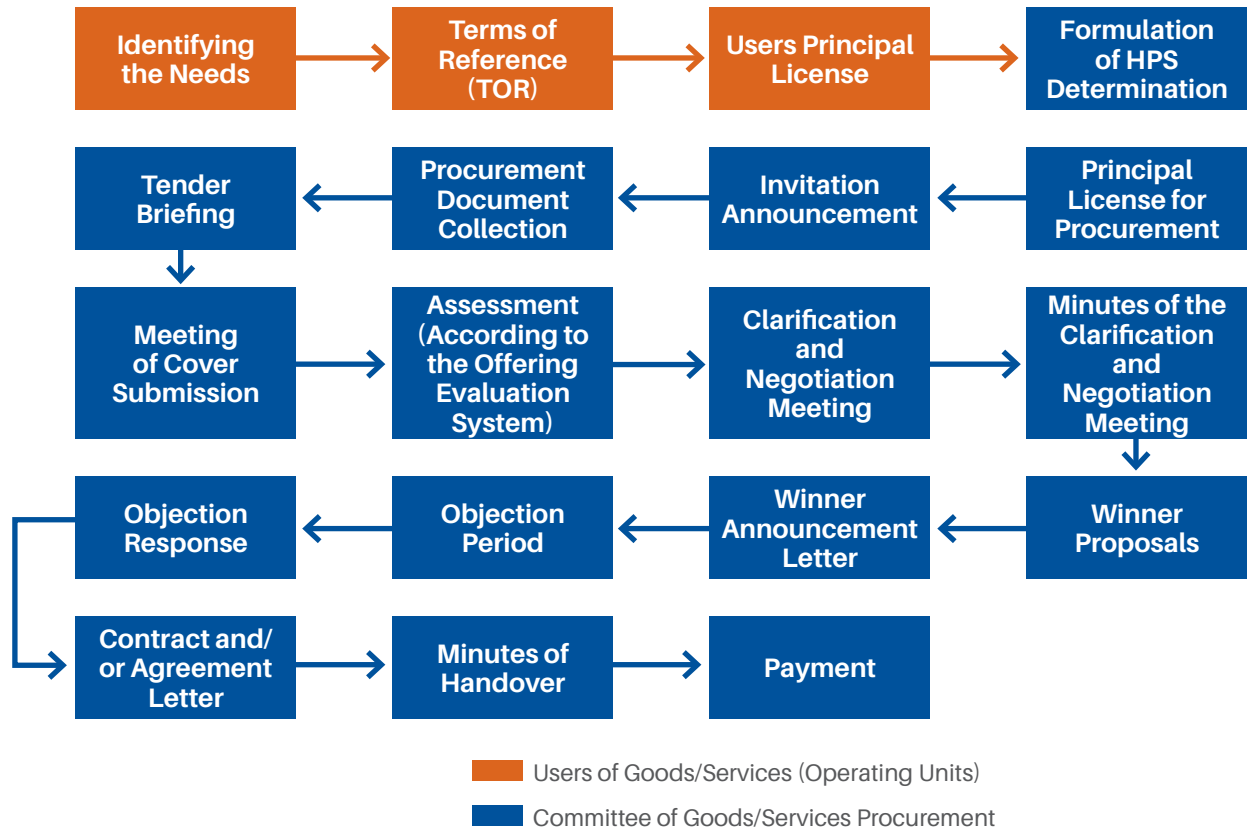 Identifying
the Needs
Terms of
Reference
(TOR)
Users Principal
License
Formulation
of HPS
Determination
Tender
Briefing
Procurement
Document
Collection
Invitation
Announcement
Principal
License for
Procurement
Meeting
of Cover
Submission
Assessment
(According to
the Offering
Evaluation
System)
Clarification
and
Negotiation
Meeting
Minutes of the
Clarification
and
Negotiation
Meeting
Objection
Response
Objection
Period
Winner
Announcement
Letter
Winner
Proposals
Contract and/
or Agreement
Letter
Minutes of
Handover
Payment
Users of Goods/Services (Operating Units)
Committee of Goods/Services Procurement